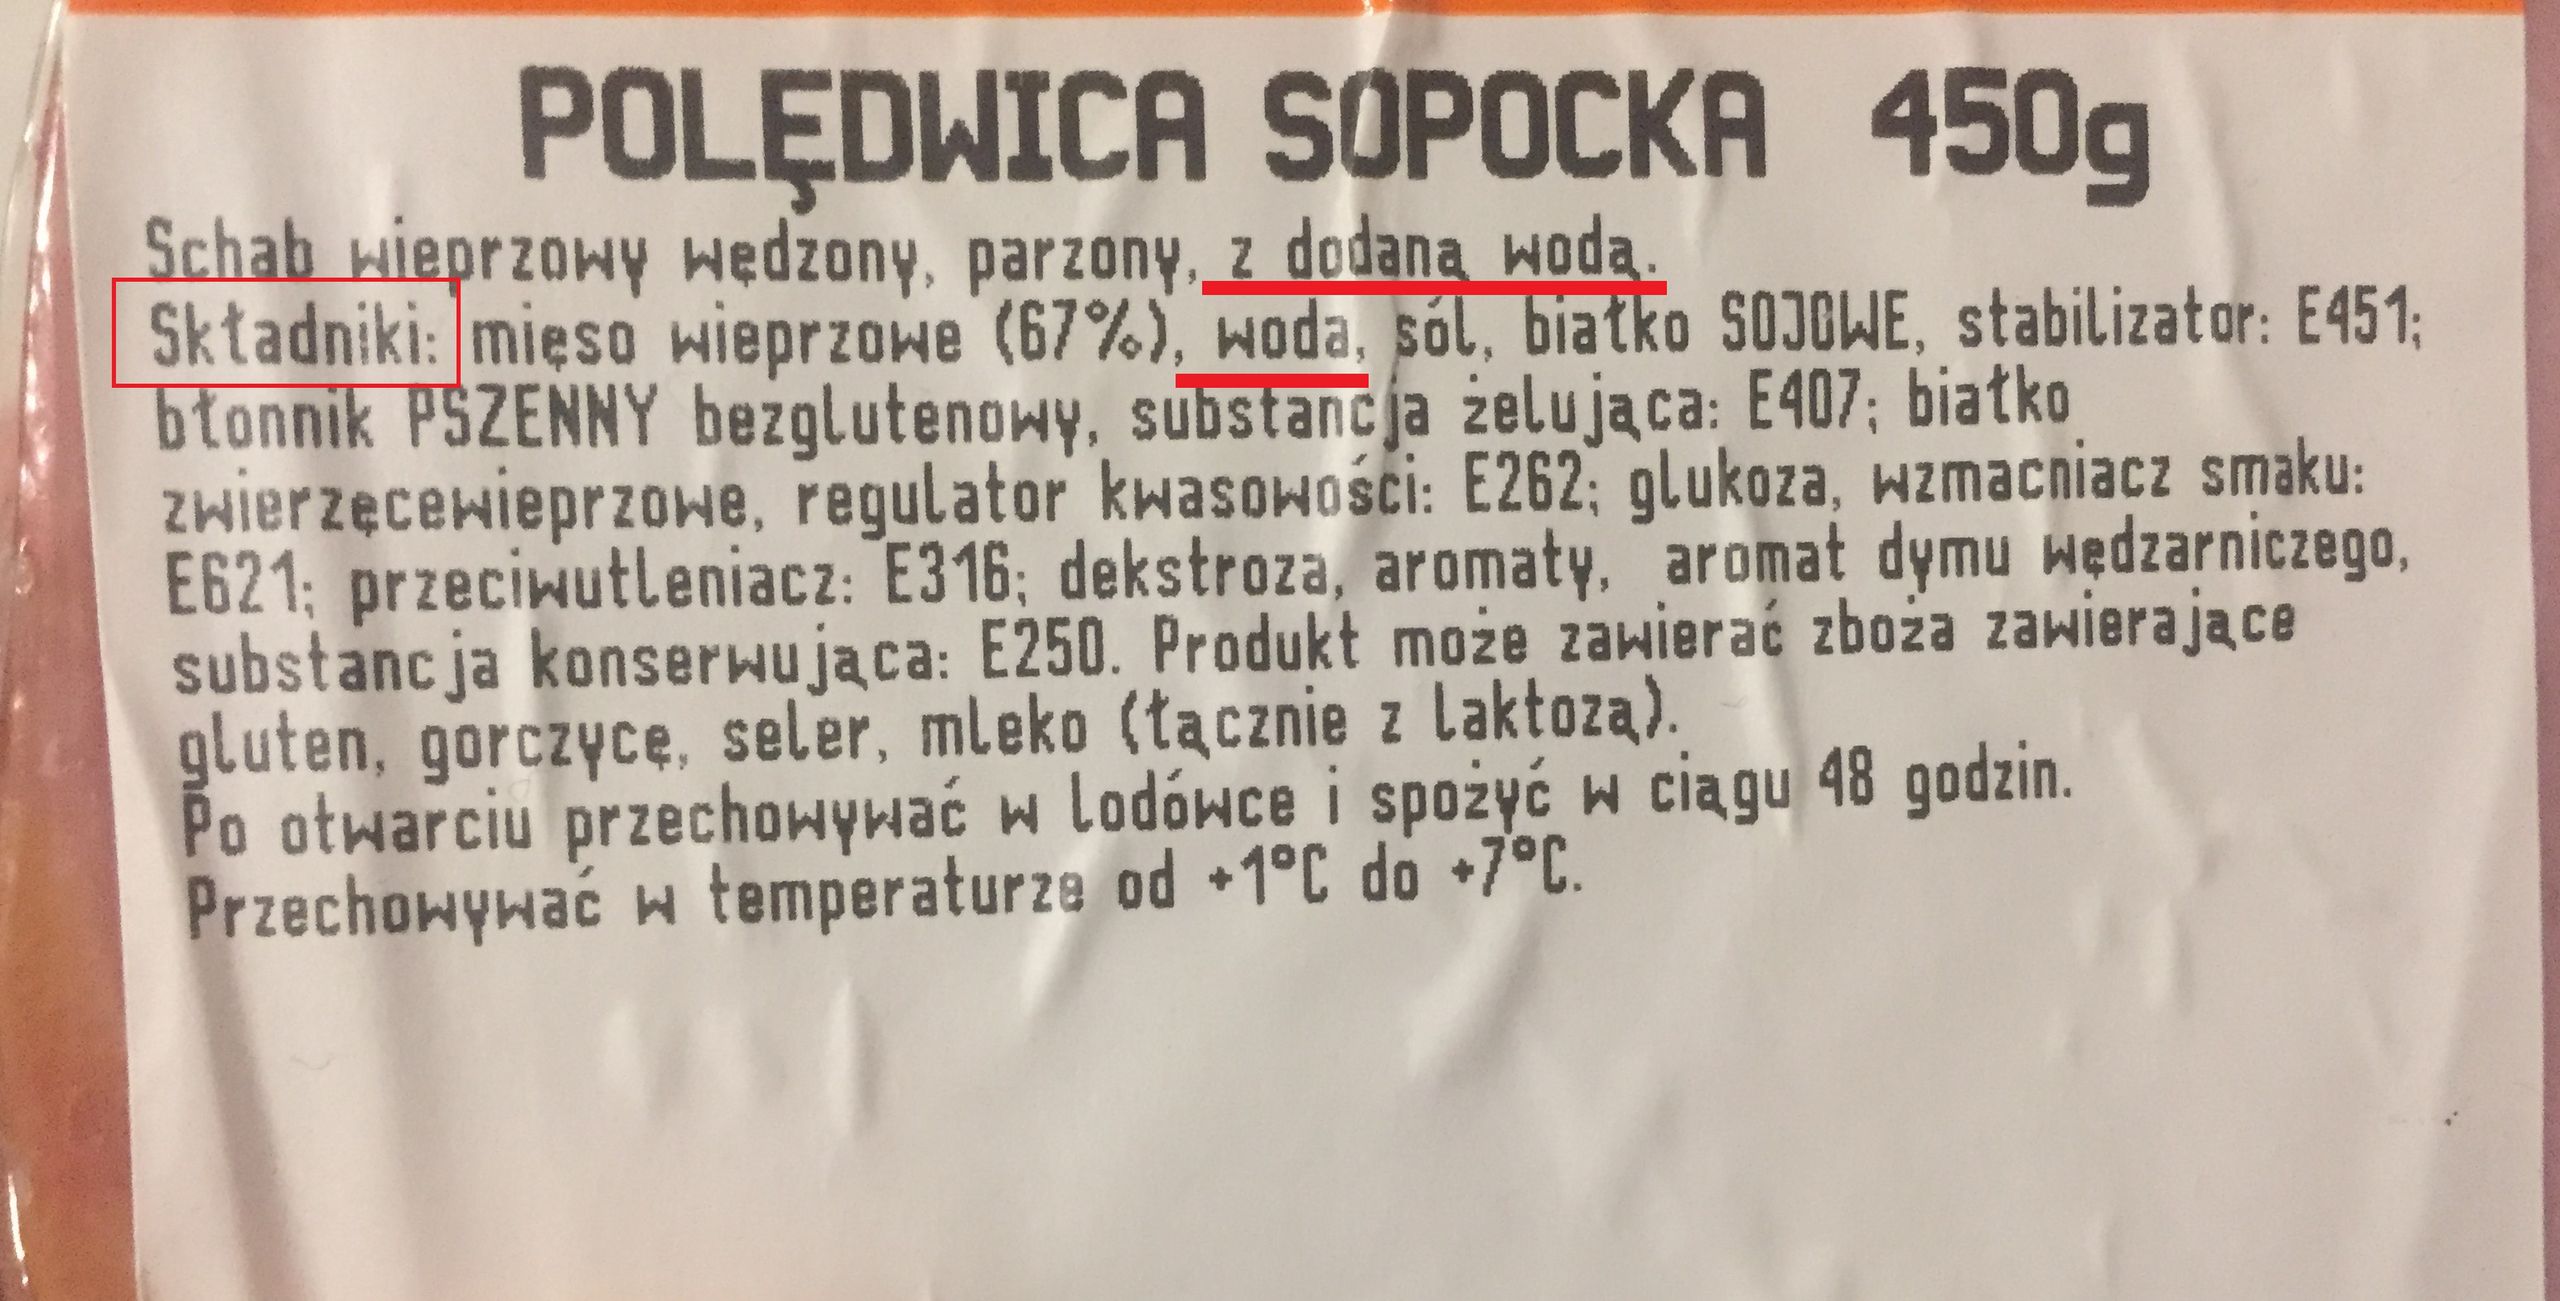 POLĘDWICA SOPOCKA 450g
Schab wieprzowy wędzony, parzony, z dodaną wodą.
Składniki: mięso wieprzowe (67%), woda, sól, białko SOJOWE, stabilizator: E451;
błonnik PSZENNY bezglutenowy, substancja żelująca: E407; białko
zwierzęcewieprzowe, regulator kwasowości: E262; glukoza, wzmacniacz smaku:
E621; przeciwutleniacz: E316; dekstroza, aromaty, aromat dymu wędzarniczego,
substancja konserwująca: E250. Produkt może zawierać zboża zawierające
gluten, gorczycę, seler, mleko (łącznie z laktozą).
Po otwarciu przechowywać w lodówce i spożyć w ciągu 48 godzin.
Przechowywać w temperaturze od +1°C do +7°C.